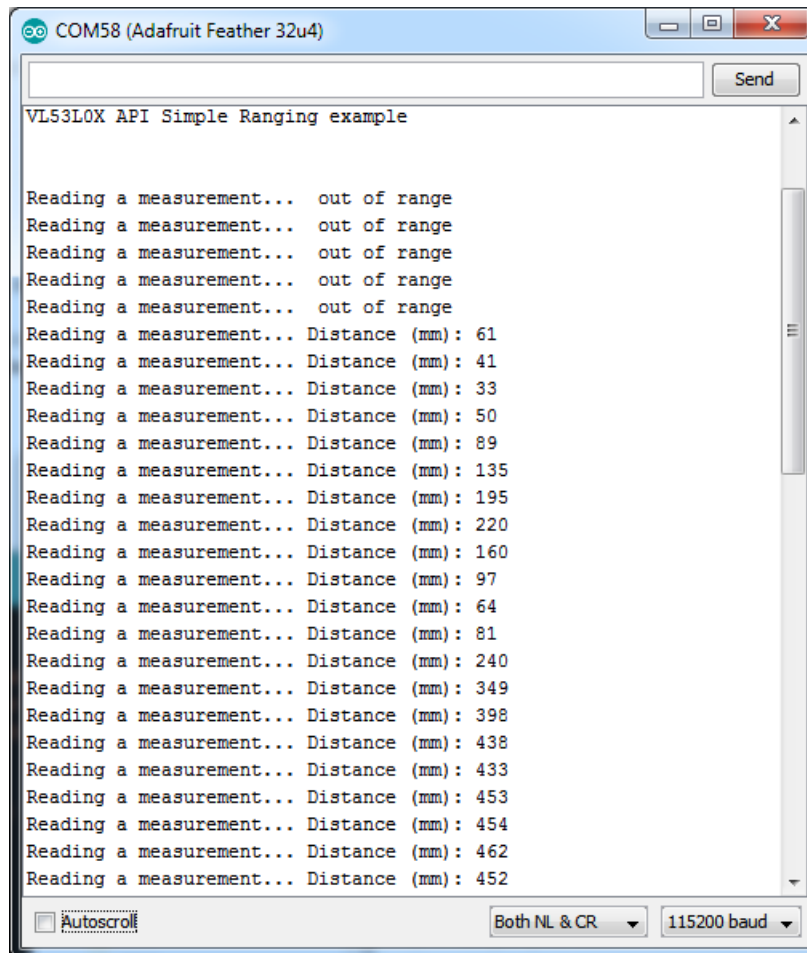 COM58 (Adafruit Feather 32u4)
Send
VL53L0X API Simple Ranging example
Reading a measurement...  out of range
Reading a measurement...  out of range
Reading a measurement...  out of range
Reading a measurement...  out of range
Reading a measurement...  out of range
Reading a measurement... Distance (mm): 61
Reading a measurement... Distance (mm): 41
Reading a measurement... Distance (mm): 33
Reading a measurement... Distance (mm): 50
Reading a measurement... Distance (mm): 89
Reading a measurement... Distance (mm): 135
Reading a measurement... Distance (mm): 195
Reading a measurement... Distance (mm): 220
Reading a measurement... Distance (mm): 160
Reading a measurement... Distance (mm): 97
Reading a measurement... Distance (mm): 64
Reading a measurement... Distance (mm): 81
Reading a measurement... Distance (mm): 240
Reading a measurement... Distance (mm): 349
Reading a measurement... Distance (mm): 398
Reading a measurement... Distance (mm): 438
Reading a measurement... Distance (mm): 433
Reading a measurement... Distance (mm): 453
Reading a measurement... Distance (mm): 454
Reading a measurement... Distance (mm): 462
Reading a measurement... Distance (mm): 452
Autoscroll Both NL & CR 115200 baud